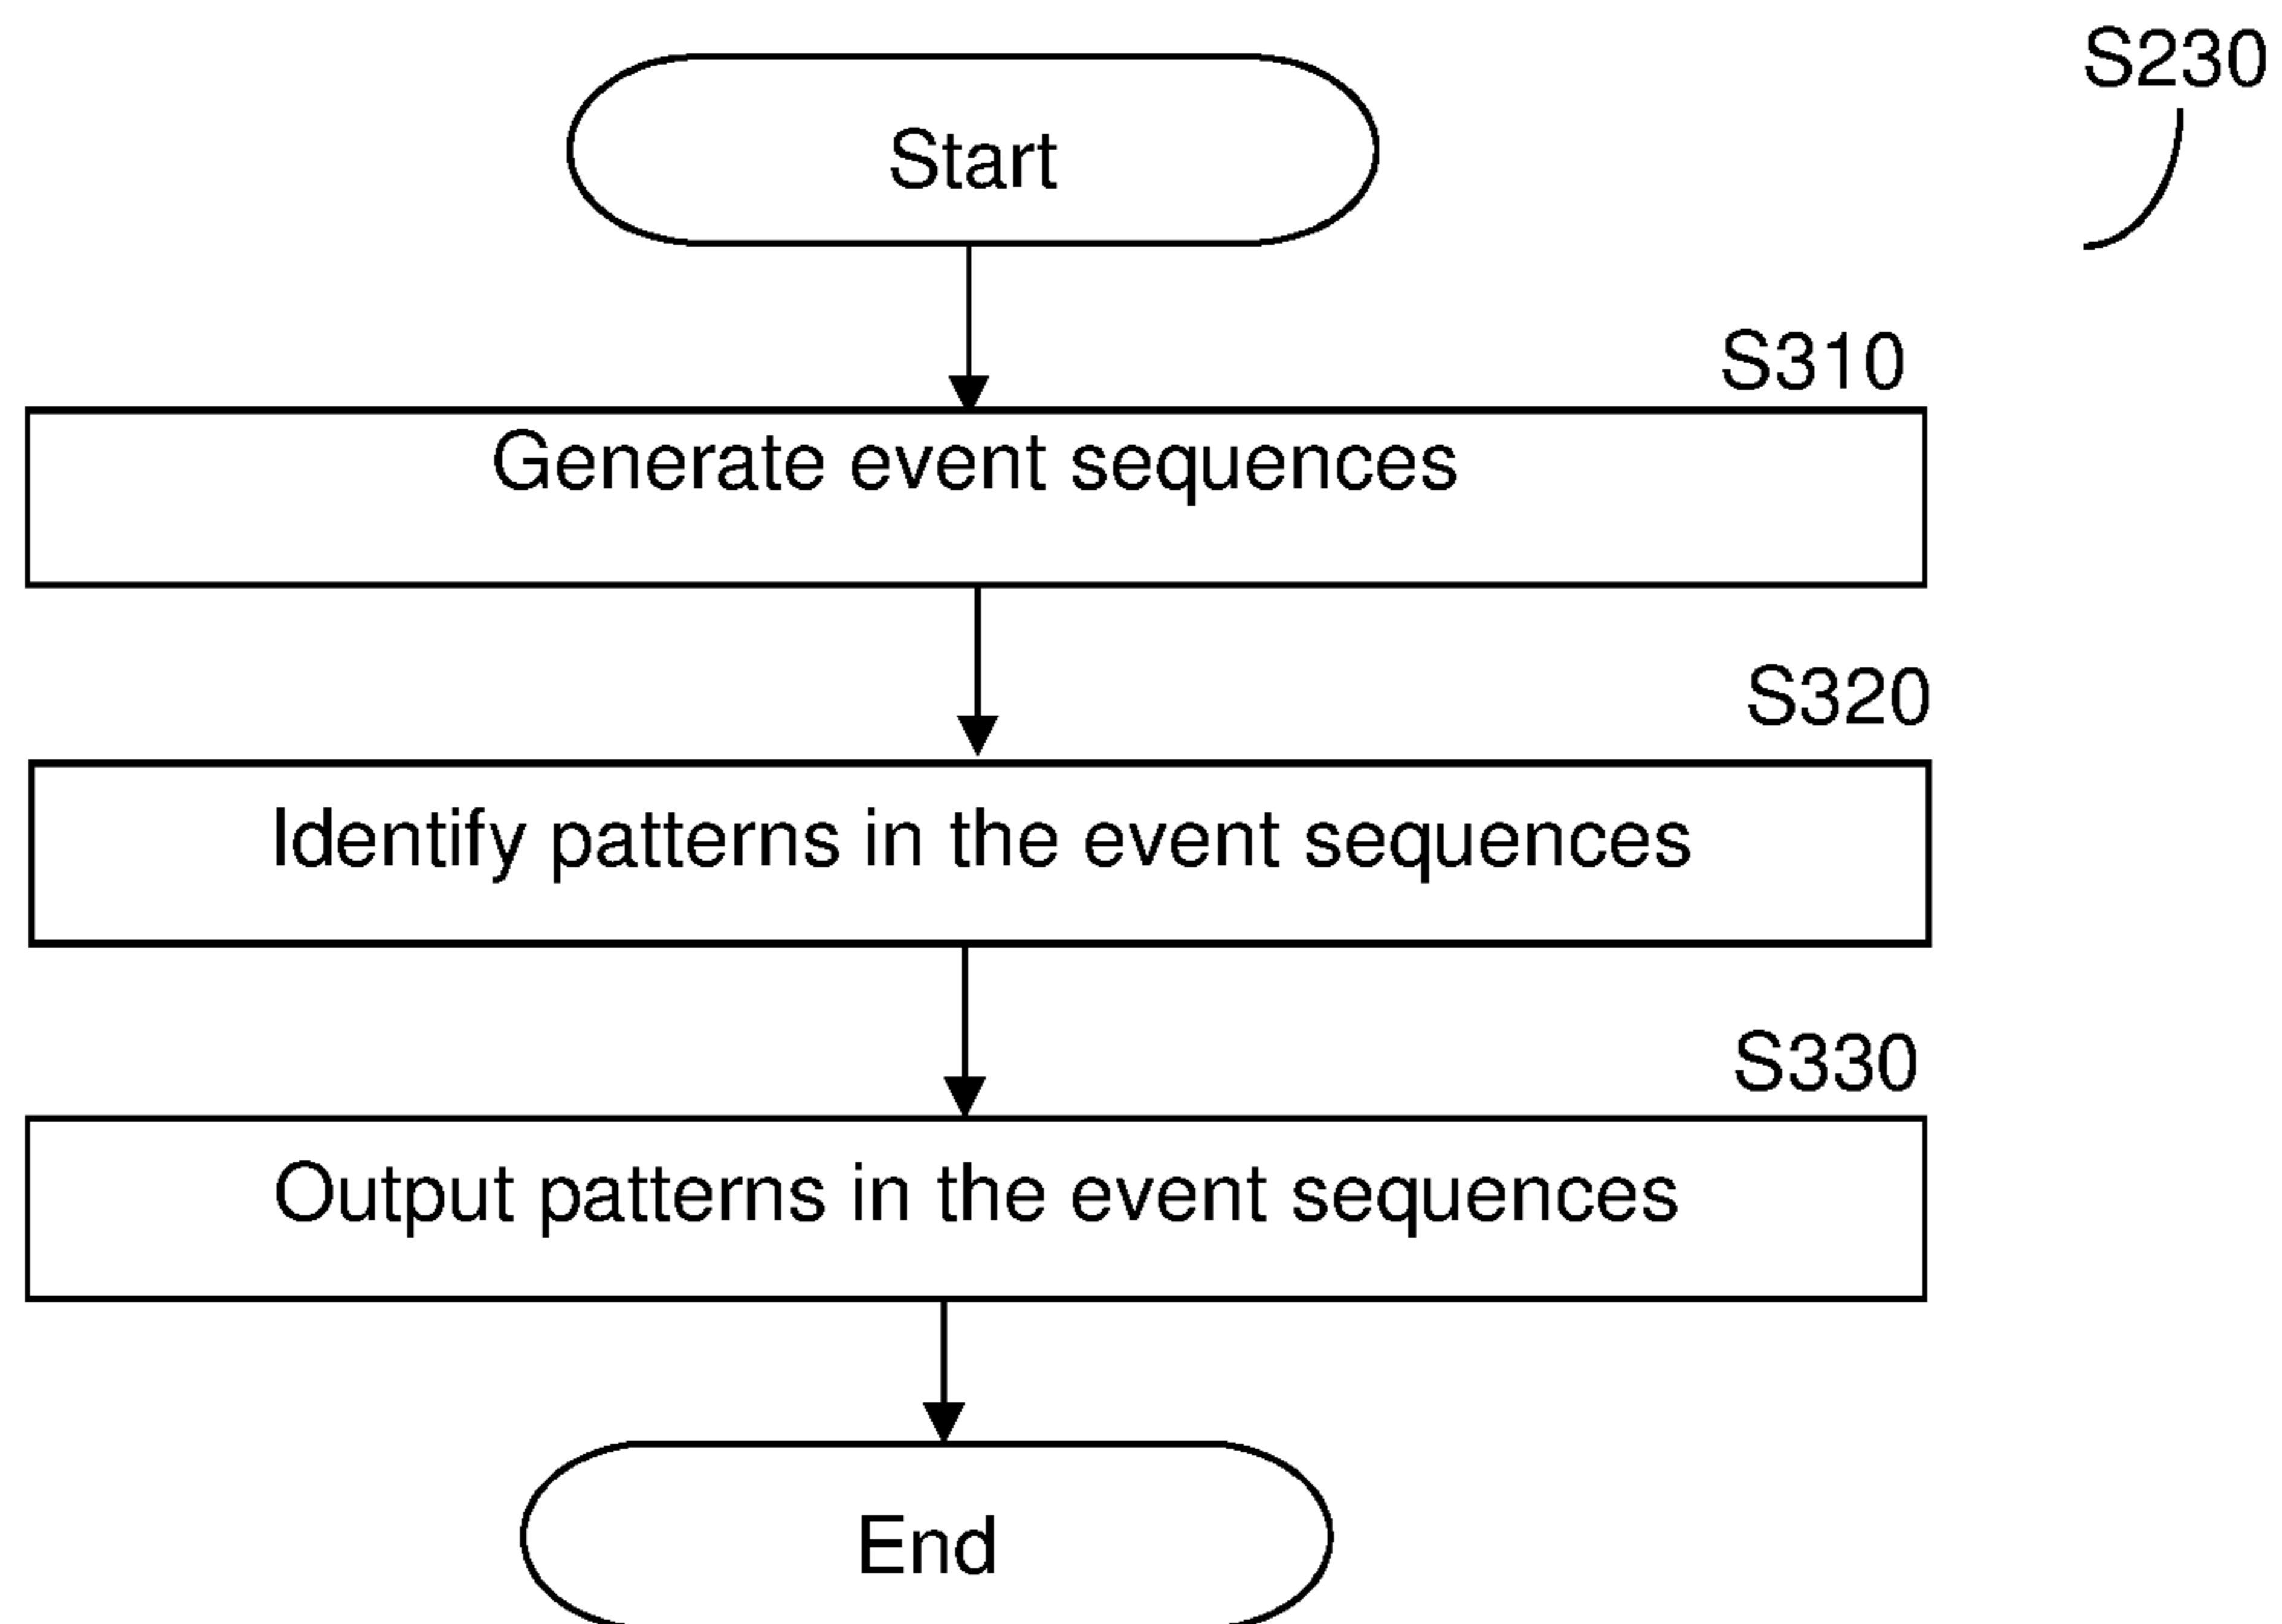 S230
Start
S310
Generate event sequences
S320
Identify patterns in the event sequences
S330
Output patterns in the event sequences
End